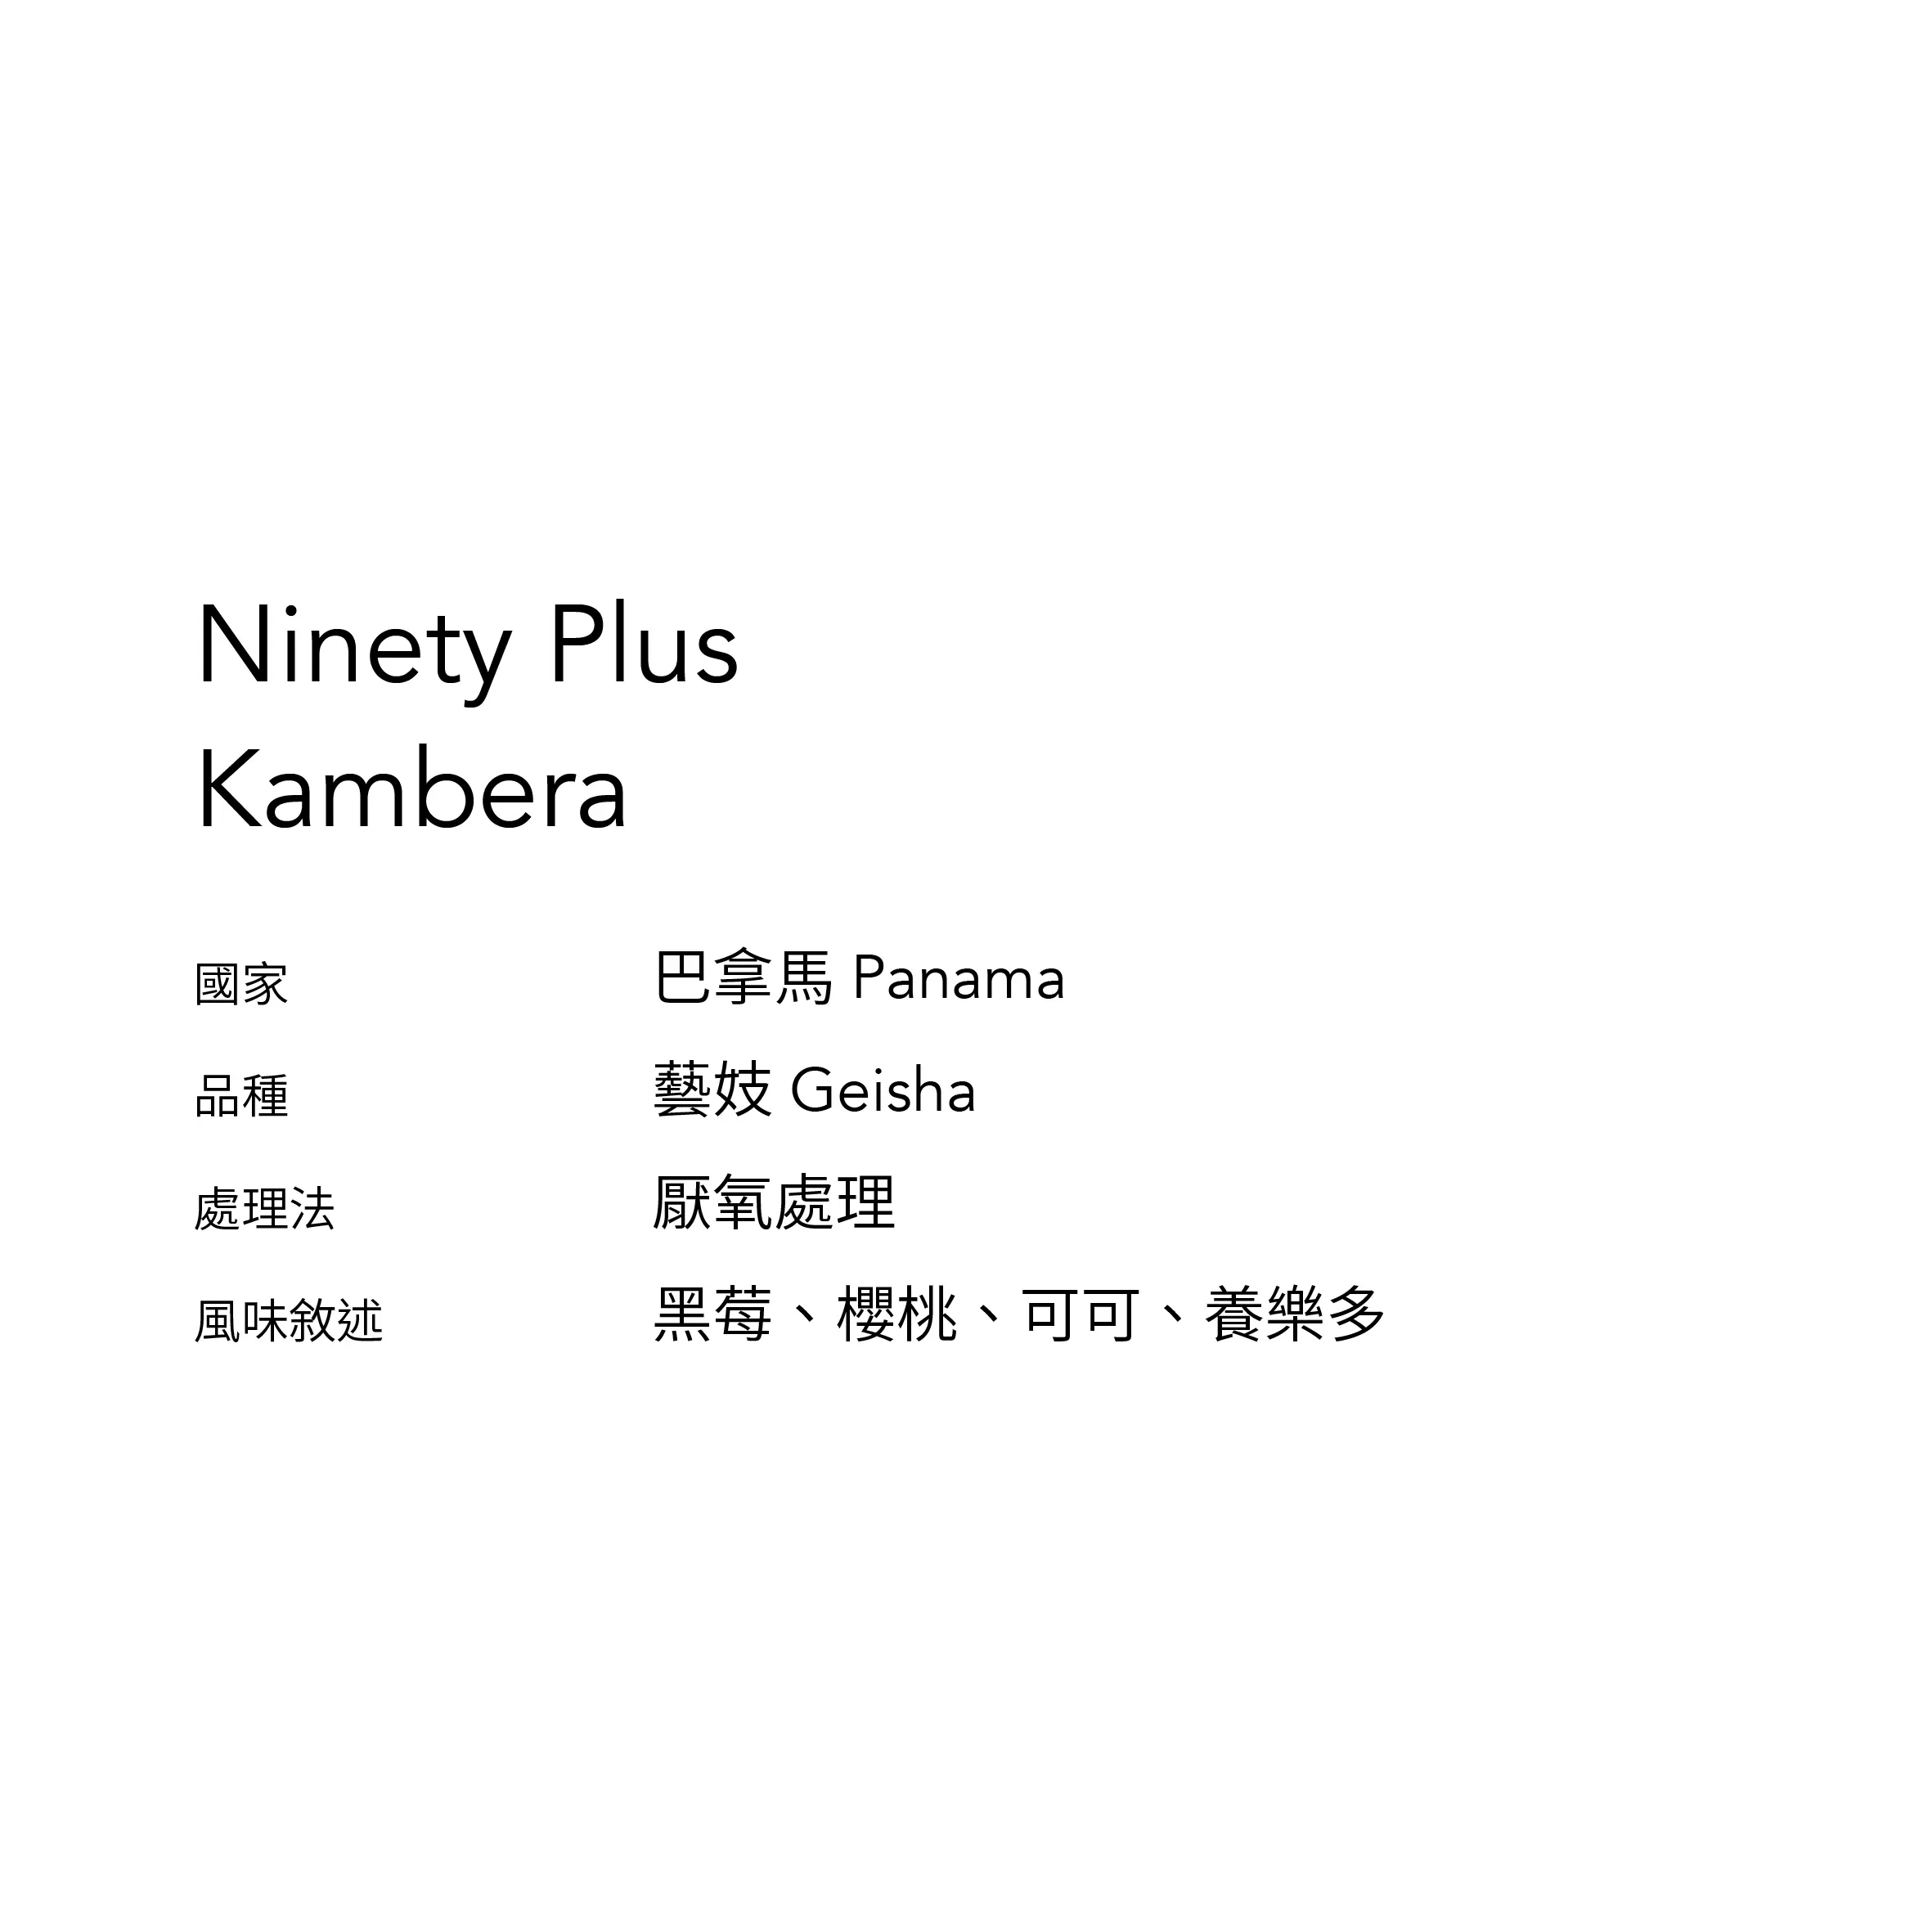 Ninety Plus
Kambera
國家 巴拿馬 Panama
品種 藝妓 Geisha
處理法 厭氧處理
風味敘述 黑莓、櫻桃、可可、養樂多